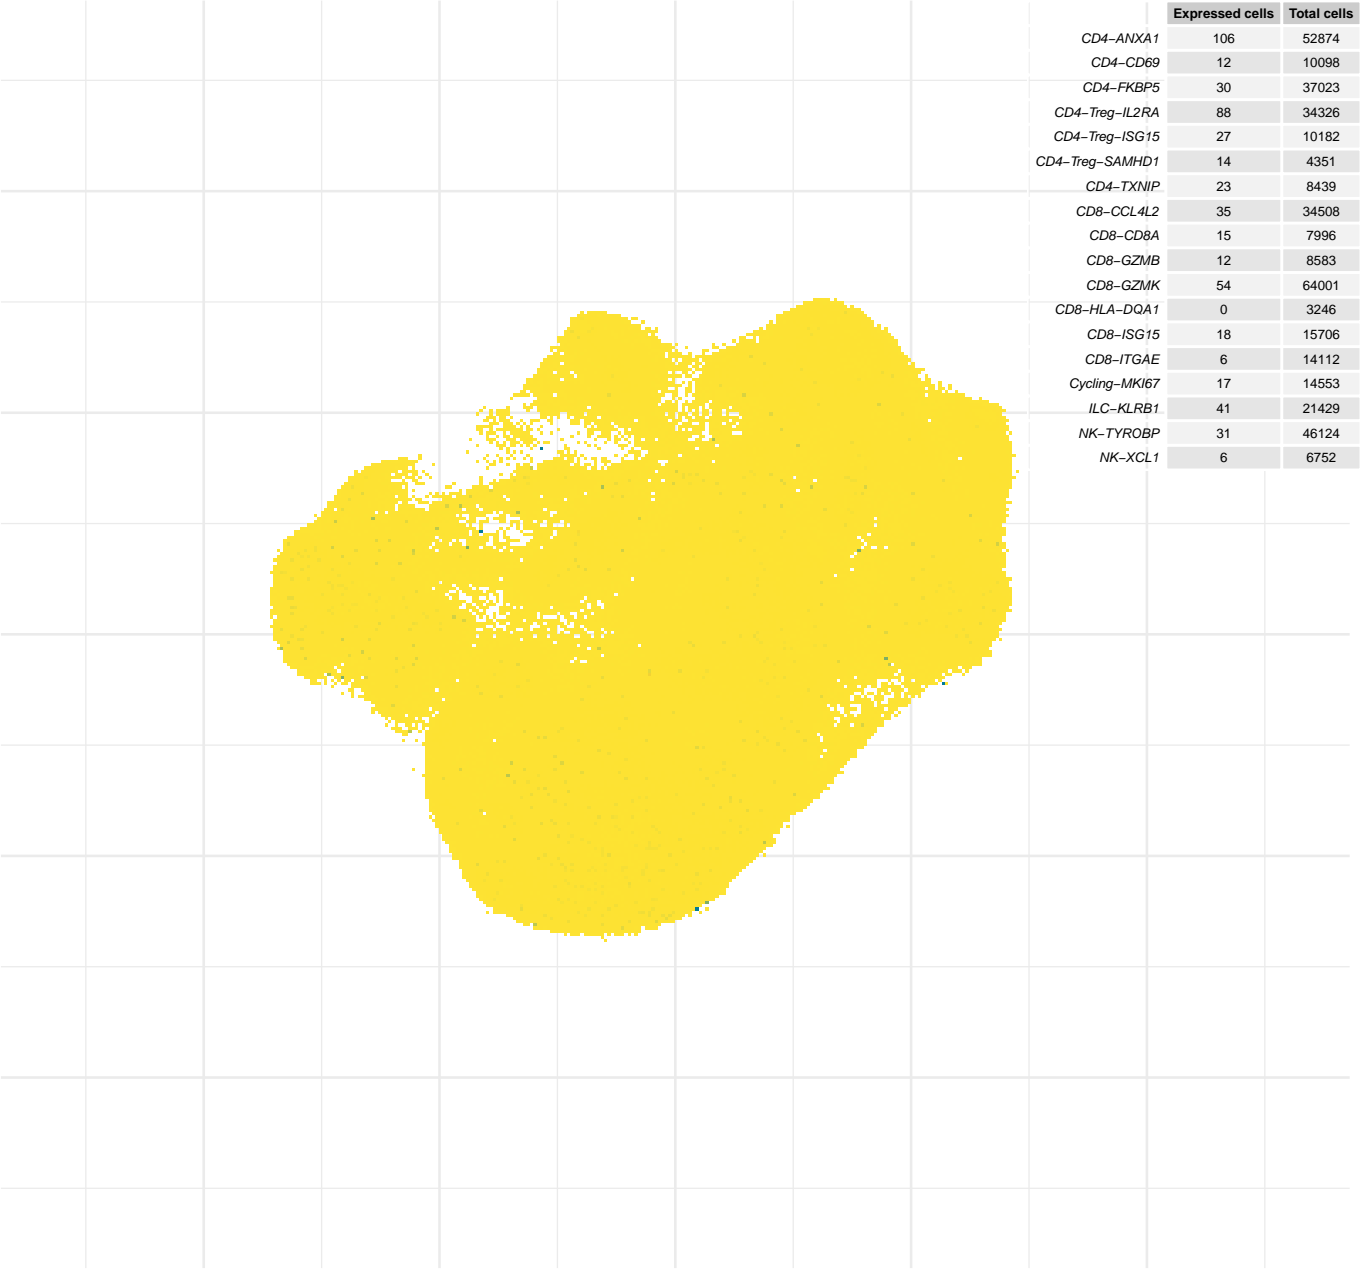 Expressed cells Total cells
CD4−ANXA1 106 52874
CD4−CD69 12 10098
CD4−FKBP5 30 37023
CD4−Treg−IL2RA 88 34326
CD4−Treg−ISG15 27 10182
CD4−Treg−SAMHD1 14 4351
CD4−TXNIP 23 8439
CD8−CCL4L2 35 34508
CD8−CD8A 15 7996
CD8−GZMB 12 8583
CD8−GZMK 54 64001
CD8−HLA−DQA1 0 3246
CD8−ISG15 18 15706
CD8−ITGAE 6 14112
Cycling−MKI67 17 14553
ILC−KLRB1 41 21429
NK−TYROBP 31 46124
NK−XCL1 6 6752